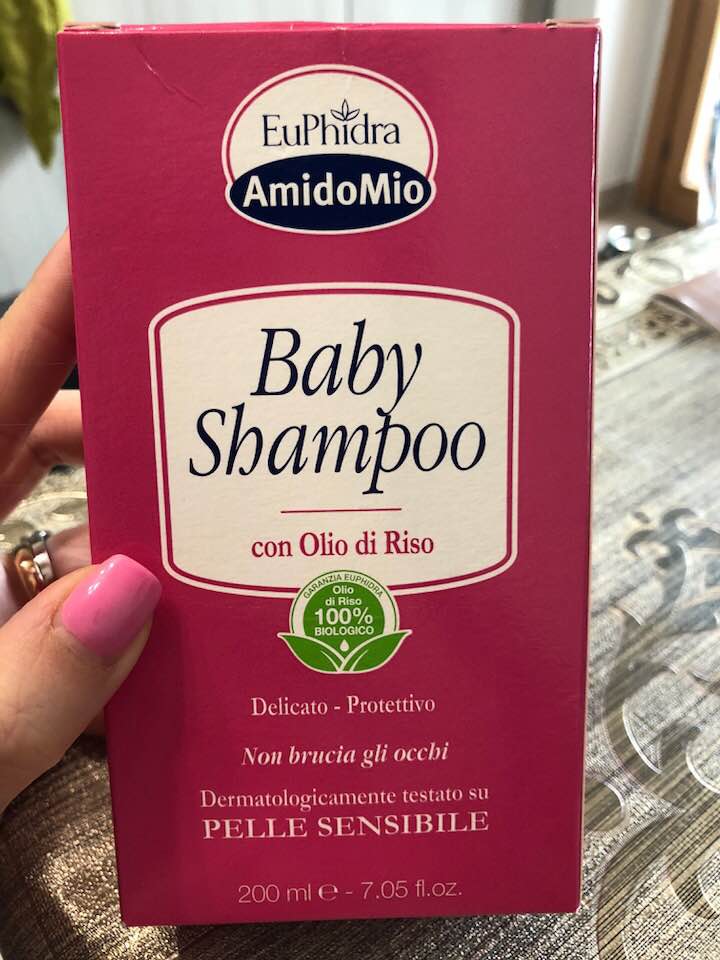 EuPhidra
AmidoMio
Baby
Shampoo
con Olio di Riso
GARANZIA EUPHIDRA
Olio
di Riso
100%
BIOLOGICO
Delicato - Protettivo
Non brucia gli occhi
Dermatologicamente testato su
PELLE SENSIBILE
200 ml ℮ - 7.05 fl.oz.